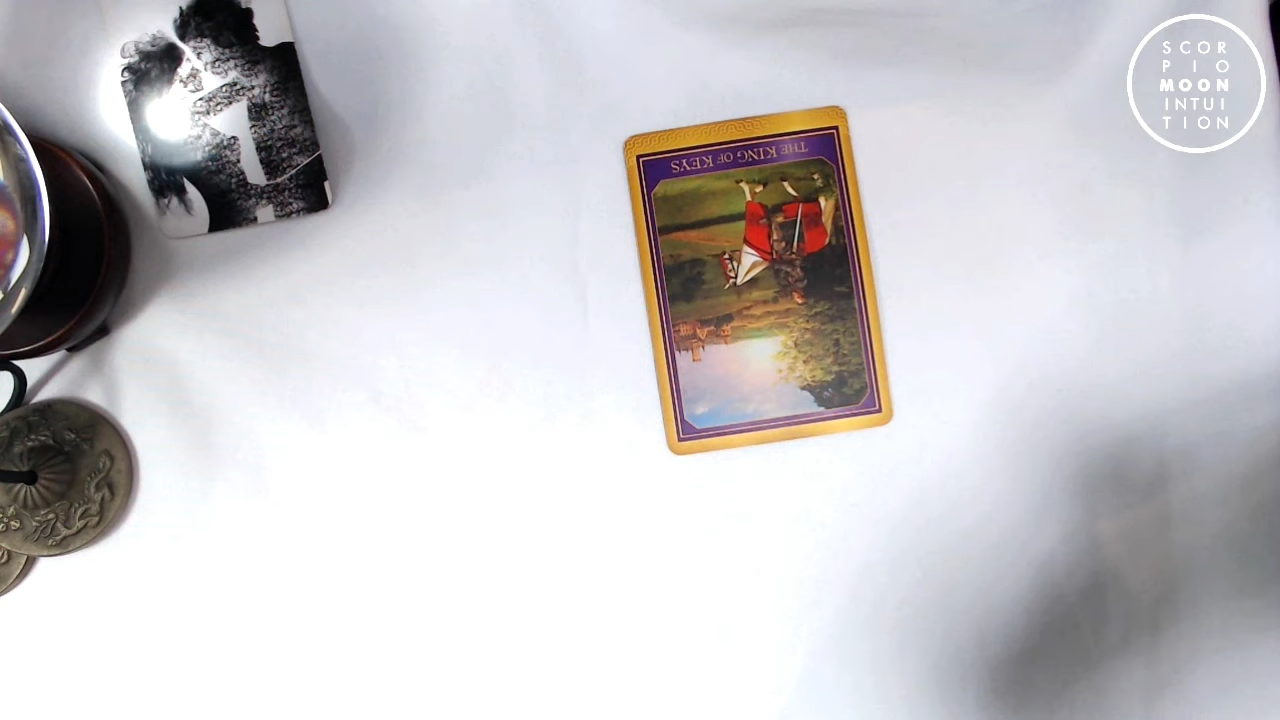 THE KING OF KEYS
SCOR
PIO
MOON
INTUI
TION